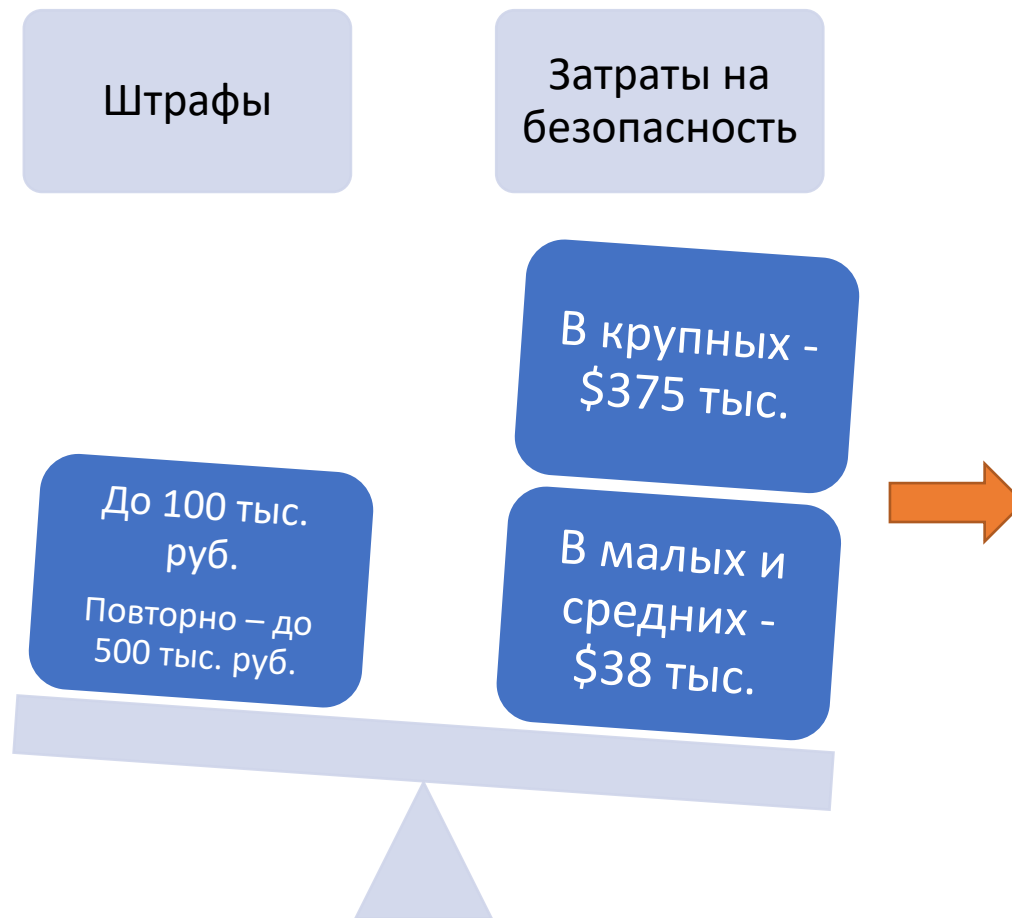 Штрафы
Затраты на
безопасность
В крупных -
$375 тыс.
До 100 тыс.
руб.
Повторно – до
500 тыс. руб.
В малых и
средних -
$38 тыс.